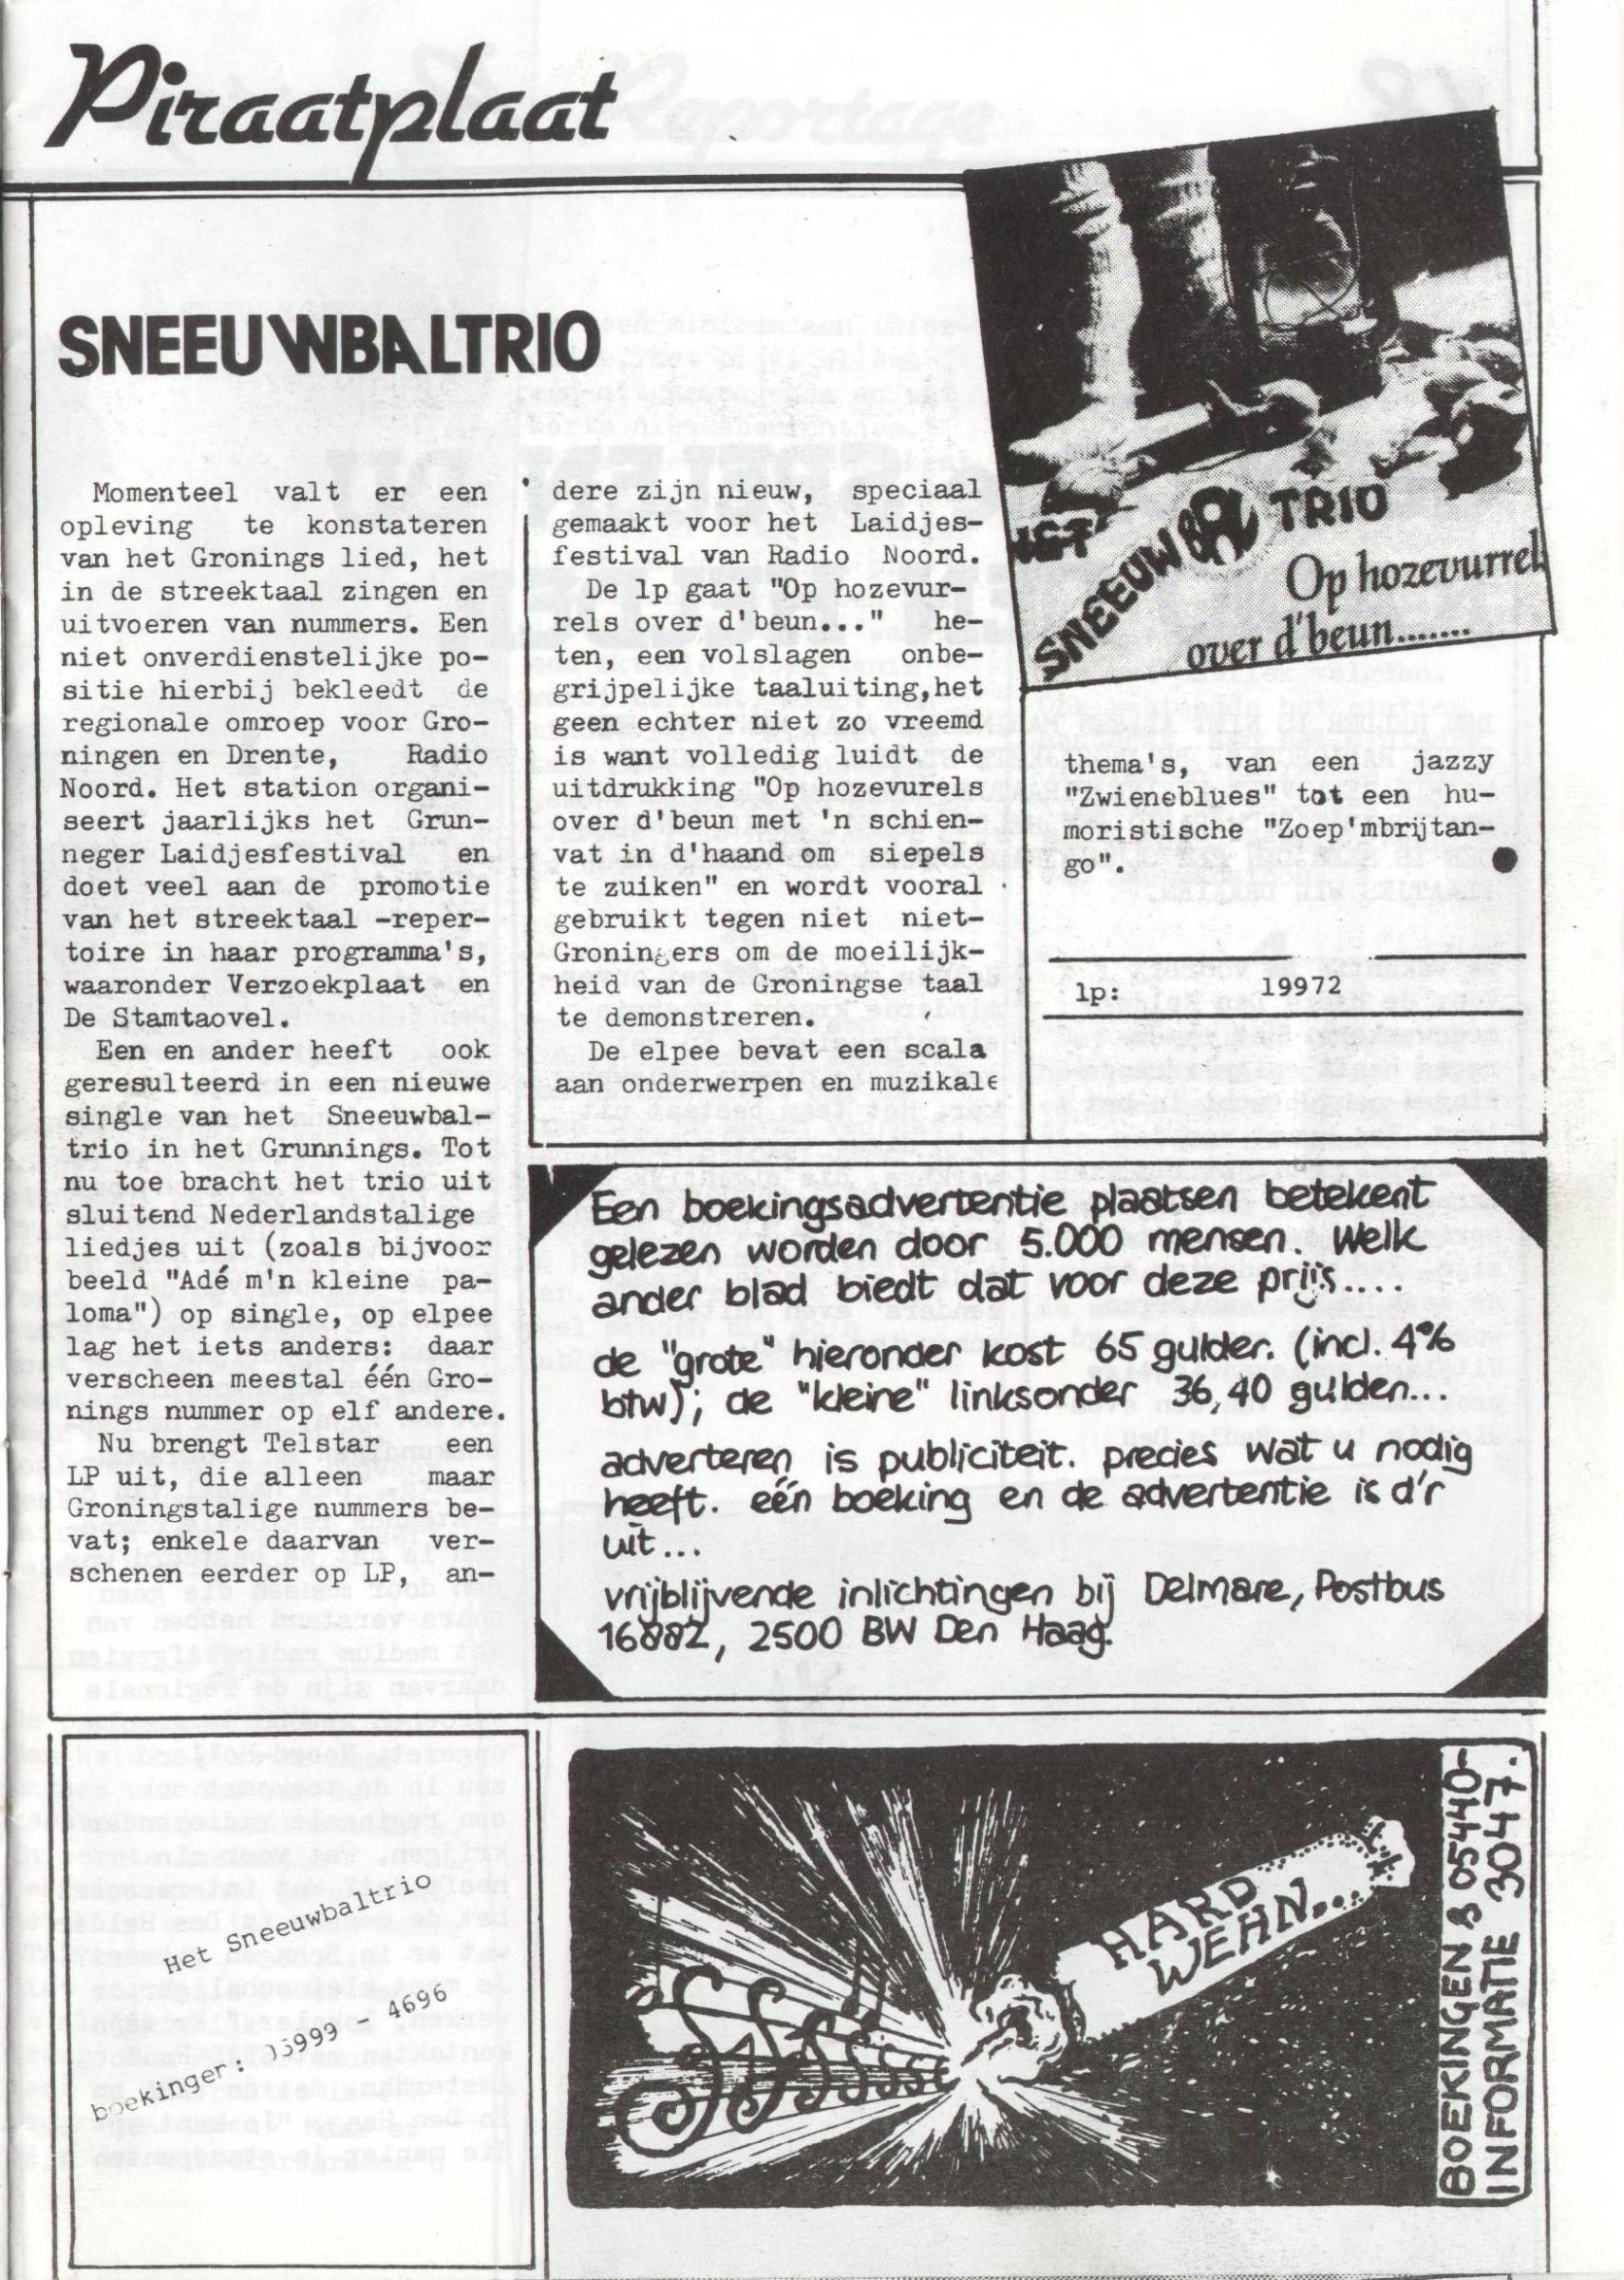 Piraatplaat
SNEEUWBALTRIO
Momenteel valt er een
opleving te konstateren
van het Gronings lied, het
in de streektaal zingen en
uitvoeren van nummers. Een
niet onverdienstelijke po-
sitie hierbij bekleedt de
regionale omroep voor Gro-
ningen en Drente, Radio
Noord. Het station organi-
seert jaarlijks het Grun-
neger Laidjesfestival en
doet veel aan de promotie
van het streektaal -reper-
toire in haar programma's,
waaronder Verzoekplaat en
De Stamtaovel.
Een en ander heeft ook
geresulteerd in een nieuwe
single van het Sneeuwbal-
trio in het Grunnings. Tot
nu toe bracht het trio uit
sluitend Nederlandstalige
liedjes uit (zoals bijvoor
beeld "Adé m'n kleine pa-
loma") op single, op elpee
lag het iets anders: daar
verscheen meestal één Gro-
nings nummer op elf andere.
Nu brengt Telstar een
LP uit, die alleen maar
Groningstalige nummers be-
vat; enkele daarvan ver-
schenen eerder op LP, an-
dere zijn nieuw, speciaal
gemaakt voor het Laidjes-
festival van Radio Noord.
De lp gaat "Op hozevur-
rels over d'beun..." he-
ten, een volslagen onbe-
grijpelijke taaluiting,het
geen echter niet zo vreemd
is want volledig luidt de
uitdrukking "Op hozevurels
over d'beun met 'n schien-
vat in d'haand om siepels
te zuiken" en wordt vooral
gebruikt tegen niet niet-
Groningers om de moeilijk-
heid van de Groningse taal
te demonstreren.
De elpee bevat een scala
aan onderwerpen en muzikale
HET
SNEEUWBAL TRIO
Op hozevurrels
over d'beun.......
thema's, van een jazzy
"Zwieneblues" tot een hu-
moristische "Zoep'mbrijtan-
go".
lp: 19972
Een boekingsadvertentie plaatsen betekent
gelezen worden door 5.000 mensen. Welk
ander blad biedt dat voor deze prijs....
de "grote" hieronder kost 65 gulden. (incl. 4%
btw); de "kleine" linksonder 36,40 gulden...
adverteren is publiciteit. precies wat u nodig
heeft. eén boeking en de advertentie is d'r
uit...
vrijblijvende inlichtingen bij Delmare, Postbus
16882, 2500 BW Den Haag.
Het Sneeuwbaltrio
boekinger: 05999 - 4696
HARD
WEAN...
BOEKINGEN & 05440-
INFORMATIE 3047.